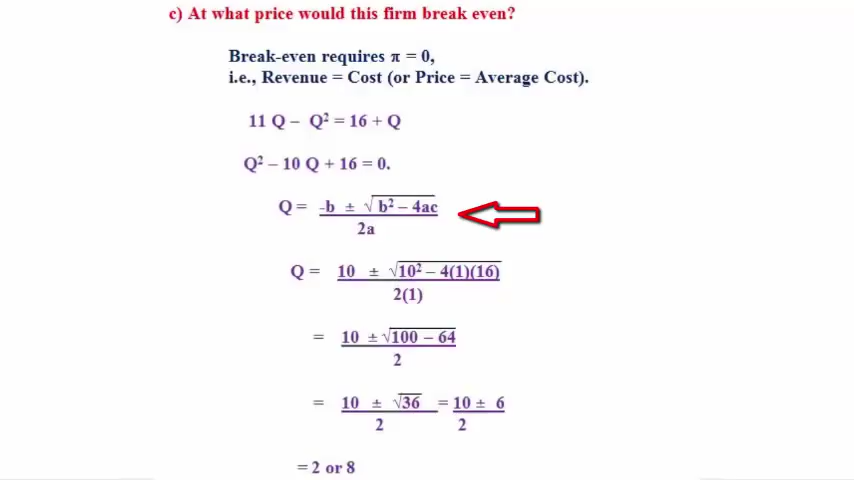 c) At what price would this firm break even?
Break-even requires π = 0,
i.e., Revenue = Cost (or Price = Average Cost).
11 Q – Q² = 16 + Q
Q² – 10 Q + 16 = 0.
Q = -b ± √ b² – 4ac
2a
Q = 10 ± √10² – 4(1)(16)
2(1)
= 10 ± √100 – 64
2
= 10 ± √36 = 10 ± 6
2 2
= 2 or 8